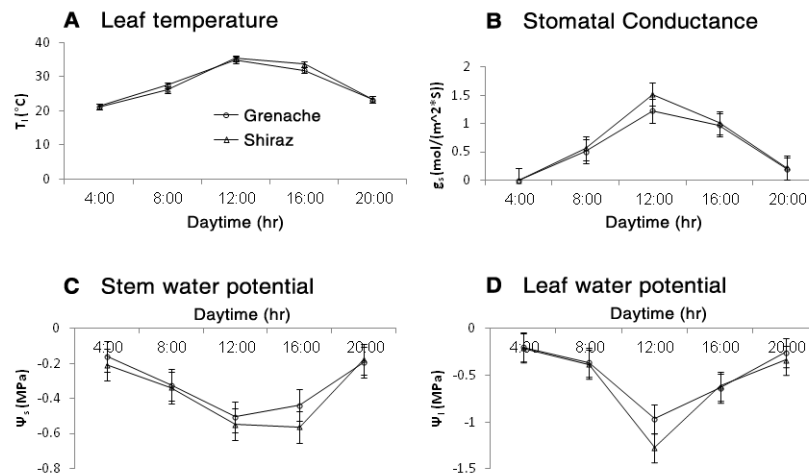 A Leaf temperature
40
30
20
10
0
T_l (°C)
Grenache
Shiraz
4:00 8:00 12:00 16:00 20:00
Daytime (hr)
B Stomatal Conductance
2
1.5
1
0.5
0
g_s (mol/(m^2*S))
4:00 8:00 12:00 16:00 20:00
Daytime (hr)
C Stem water potential
Daytime (hr)
0
4:00 8:00 12:00 16:00 20:00
-0.2
-0.4
-0.6
-0.8
Ψ_s (MPa)
D Leaf water potential
Daytime (hr)
0
4:00 8:00 12:00 16:00 20:00
-0.5
-1
-1.5
Ψ_l (MPa)